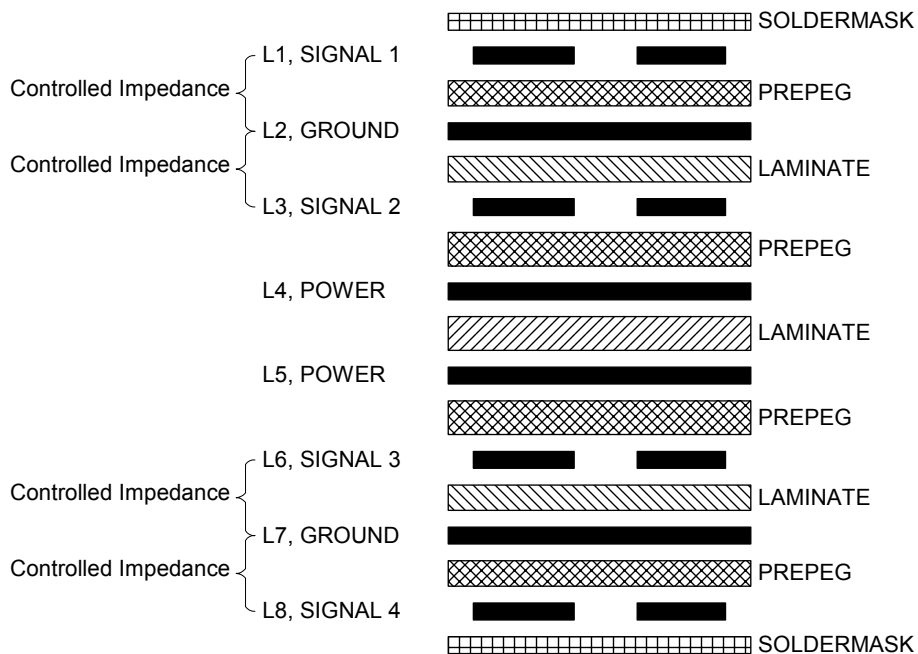 SOLDERMASK
L1, SIGNAL 1
Controlled Impedance
PREPEG
L2, GROUND
Controlled Impedance
LAMINATE
L3, SIGNAL 2
PREPEG
L4, POWER
LAMINATE
L5, POWER
PREPEG
L6, SIGNAL 3
Controlled Impedance
LAMINATE
L7, GROUND
Controlled Impedance
PREPEG
L8, SIGNAL 4
SOLDERMASK